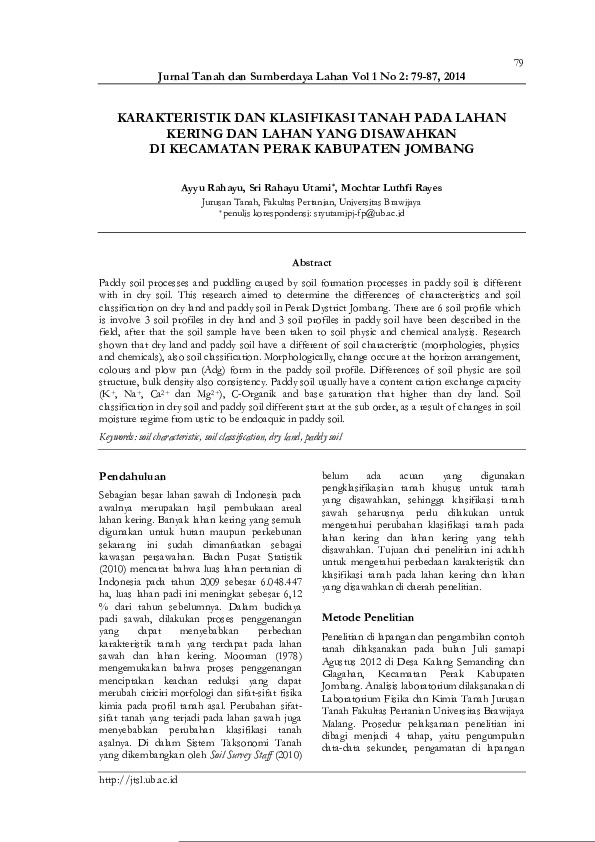 79
Jurnal Tanah dan Sumberdaya Lahan Vol 1 No 2: 79-87, 2014
KARAKTERISTIK DAN KLASIFIKASI TANAH PADA LAHAN
KERING DAN LAHAN YANG DISAWAHKAN
DI KECAMATAN PERAK KABUPATEN JOMBANG
Ayyu Rahayu, Sri Rahayu Utami*, Mochtar Luthfi Rayes
Jurusan Tanah, Fakultas Pertanian, Universitas Brawijaya
*penulis korespondensi: sryutamipj-fp@ub.ac.id
Abstract
Paddy soil processes and puddling caused by soil formation processes in paddy soil is different
with in dry soil. This research aimed to determine the differences of characteristics and soil
classification on dry land and paddy soil in Perak Dystrict Jombang. There are 6 soil profile which
is involve 3 soil profiles in dry land and 3 soil profiles in paddy soil have been described in the
field, after that the soil sample have been taken to soil physic and chemical analysis. Research
shown that dry land and paddy soil have a different of soil characteristic (morphologies, physics
and chemicals), also soil classification. Morphologically, change occure at the horizon arrangement,
colours and plow pan (Adg) form in the paddy soil profile. Differences of soil physic are soil
structure, bulk density also consistency. Paddy soil usually have a content cation exchange capacity
(K+, Na+, Ca2+ dan Mg2+), C-Organik and base saturation that higher than dry land. Soil
classification in dry soil and paddy soil different start at the sub order, as a result of changes in soil
moisture regime from ustic to be endoaquic in paddy soil.
Keywords: soil characteristic, soil classification, dry land, paddy soil
Pendahuluan
Sebagian besar lahan sawah di Indonesia pada
awalnya merupakan hasil pembukaan areal
lahan kering. Banyak lahan kering yang semula
digunakan untuk hutan maupun perkebunan
sekarang ini sudah dimanfaatkan sebagai
kawasan persawahan. Badan Pusat Statistik
(2010) mencatat bahwa luas lahan pertanian di
Indonesia pada tahun 2009 sebesar 6.048.447
ha, luas lahan padi ini meningkat sebesar 6,12
% dari tahun sebelumnya. Dalam budidaya
padi sawah, dilakukan proses penggenangan
yang dapat menyebabkan perbedaan
karakteristik tanah yang terdapat pada lahan
sawah dan lahan kering. Moorman (1978)
mengemukakan bahwa proses penggenangan
menciptakan keadaan reduksi yang dapat
merubah ciriciri morfologi dan sifat-sifat fisika
kimia pada profil tanah asal. Perubahan sifat-
sifat tanah yang terjadi pada lahan sawah juga
menyebabkan perubahan klasifikasi tanah
asalnya. Di dalam Sistem Taksonomi Tanah
yang dikembangkan oleh Soil Survey Staff (2010)
belum ada acuan yang digunakan
pengklasifikasian tanah khusus untuk tanah
yang disawahkan, sehingga klasifikasi tanah
sawah seharusnya perlu dilakukan untuk
mengetahui perubahan klasifikasi tanah pada
lahan kering dan lahan kering yang telah
disawahkan. Tujuan dari penelitian ini adalah
untuk mengetahui perbedaan karakteristik dan
klasifikasi tanah pada lahan kering dan lahan
yang disawahkan di daerah penelitian.
Metode Penelitian
Penelitian di lapangan dan pengambilan contoh
tanah dilaksanakan pada bulan Juli samapi
Agustus 2012 di Desa Kalang Semanding dan
Glagahan, Kecamatan Perak Kabupaten
Jombang. Analisis laboratorium dilaksanakan di
Laboratorium Fisika dan Kimia Tanah Jurusan
Tanah Fakultas Pertanian Universitas Brawijaya
Malang. Prosedur pelaksanaan penelitian ini
dibagi menjadi 4 tahap, yaitu pengumpulan
data-data sekunder, pengamatan di lapangan
http://jtsl.ub.ac.id